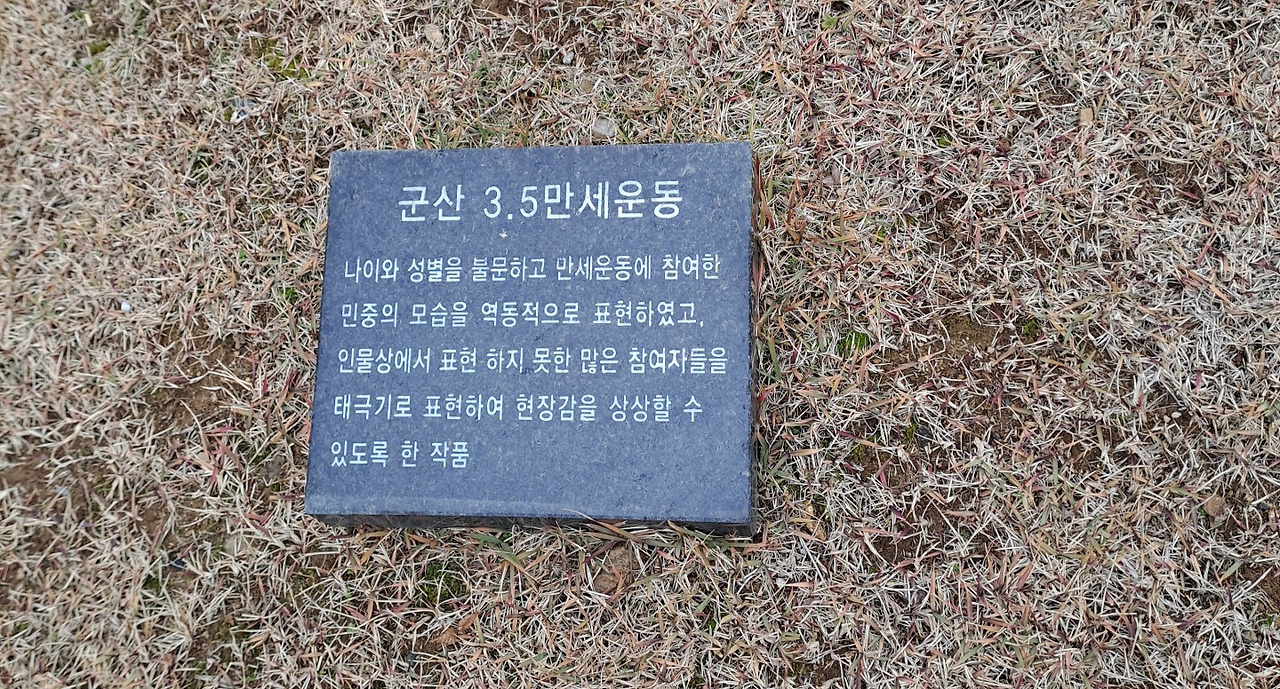 군산 3.5만세운동
나이와 성별을 불문하고 만세운동에 참여한
민중의 모습을 역동적으로 표현하였고,
인물상에서 표현 하지 못한 많은 참여자들을
태극기로 표현하여 현장감을 상상할 수
있도록 한 작품